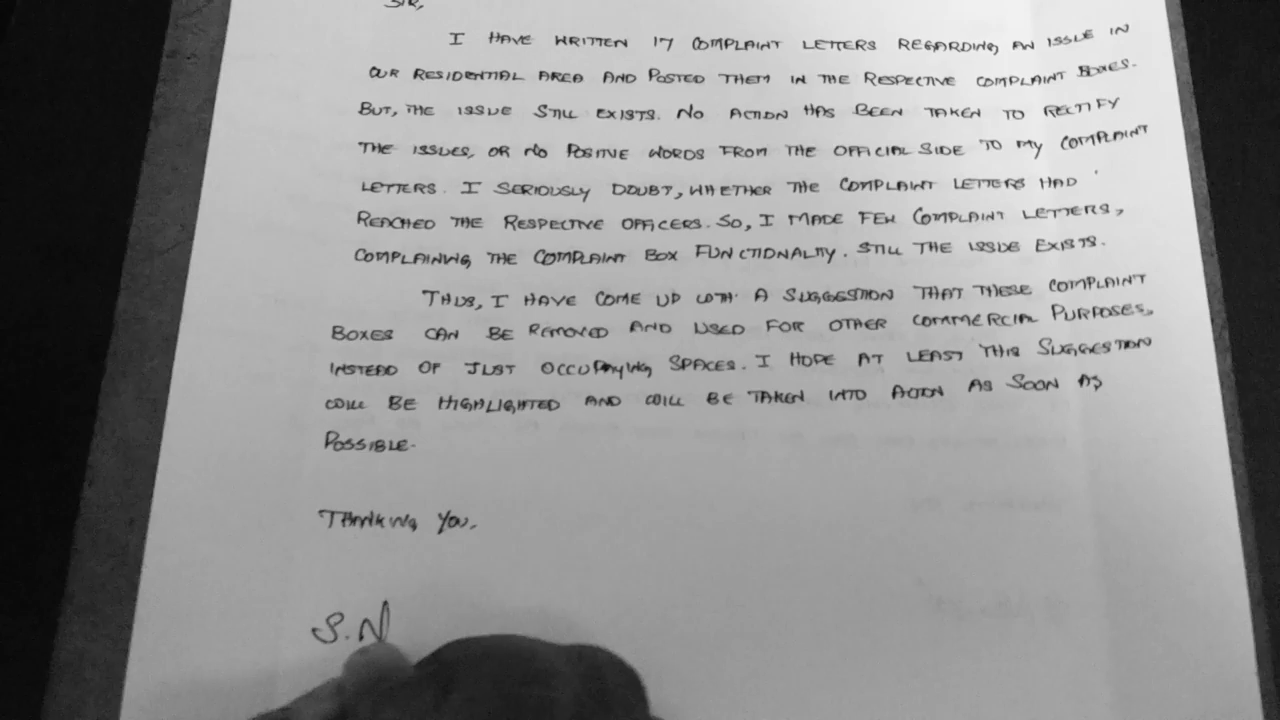 SIR,
I HAVE WRITTEN 17 COMPLAINT LETTERS REGARDING AN ISSUE IN
OUR RESIDENTIAL AREA AND POSTED THEM IN THE RESPECTIVE COMPLAINT BOXES.
BUT, THE ISSUE STILL EXISTS. NO ACTION HAS BEEN TAKEN TO RECTIFY
THE ISSUES, OR NO POSITIVE WORDS FROM THE OFFICIAL SIDE TO MY COMPLAINT
LETTERS. I SERIOUSLY DOUBT, WHETHER THE COMPLAINT LETTERS HAD
REACHED THE RESPECTIVE OFFICERS. SO, I MADE FEW COMPLAINT LETTERS,
COMPLAINING THE COMPLAINT BOX FUNCTIONALITY. STILL THE ISSUE EXISTS.
THUS, I HAVE COME UP WITH A SUGGESTION THAT THESE COMPLAINT
BOXES CAN BE REMOVED AND USED FOR OTHER COMMERCIAL PURPOSES,
INSTEAD OF JUST OCCUPYING SPACES. I HOPE AT LEAST THIS SUGGESTION
WILL BE HIGHLIGHTED AND WILL BE TAKEN INTO ACTION AS SOON AS
POSSIBLE.
THANKING YOU,
S.N